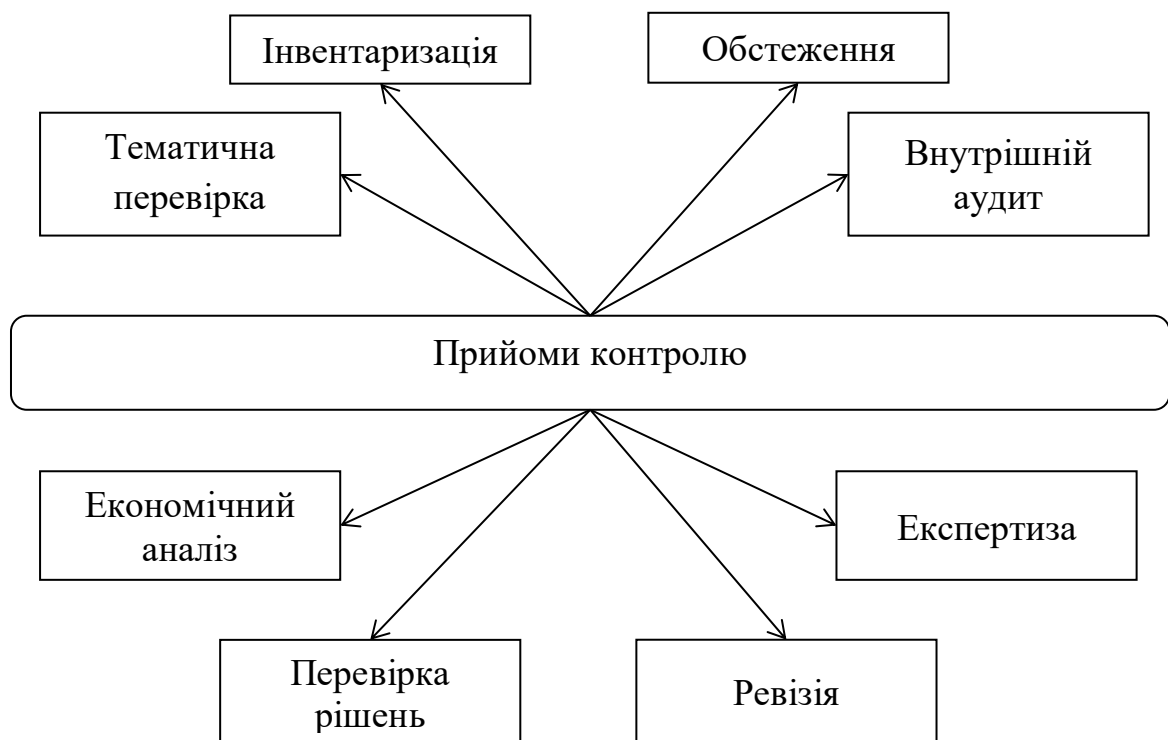 Інвентаризація
Обстеження
Тематична
перевірка
Внутрішній
аудит
Прийоми контролю
Економічний
аналіз
Експертиза
Перевірка
рішень
Ревізія